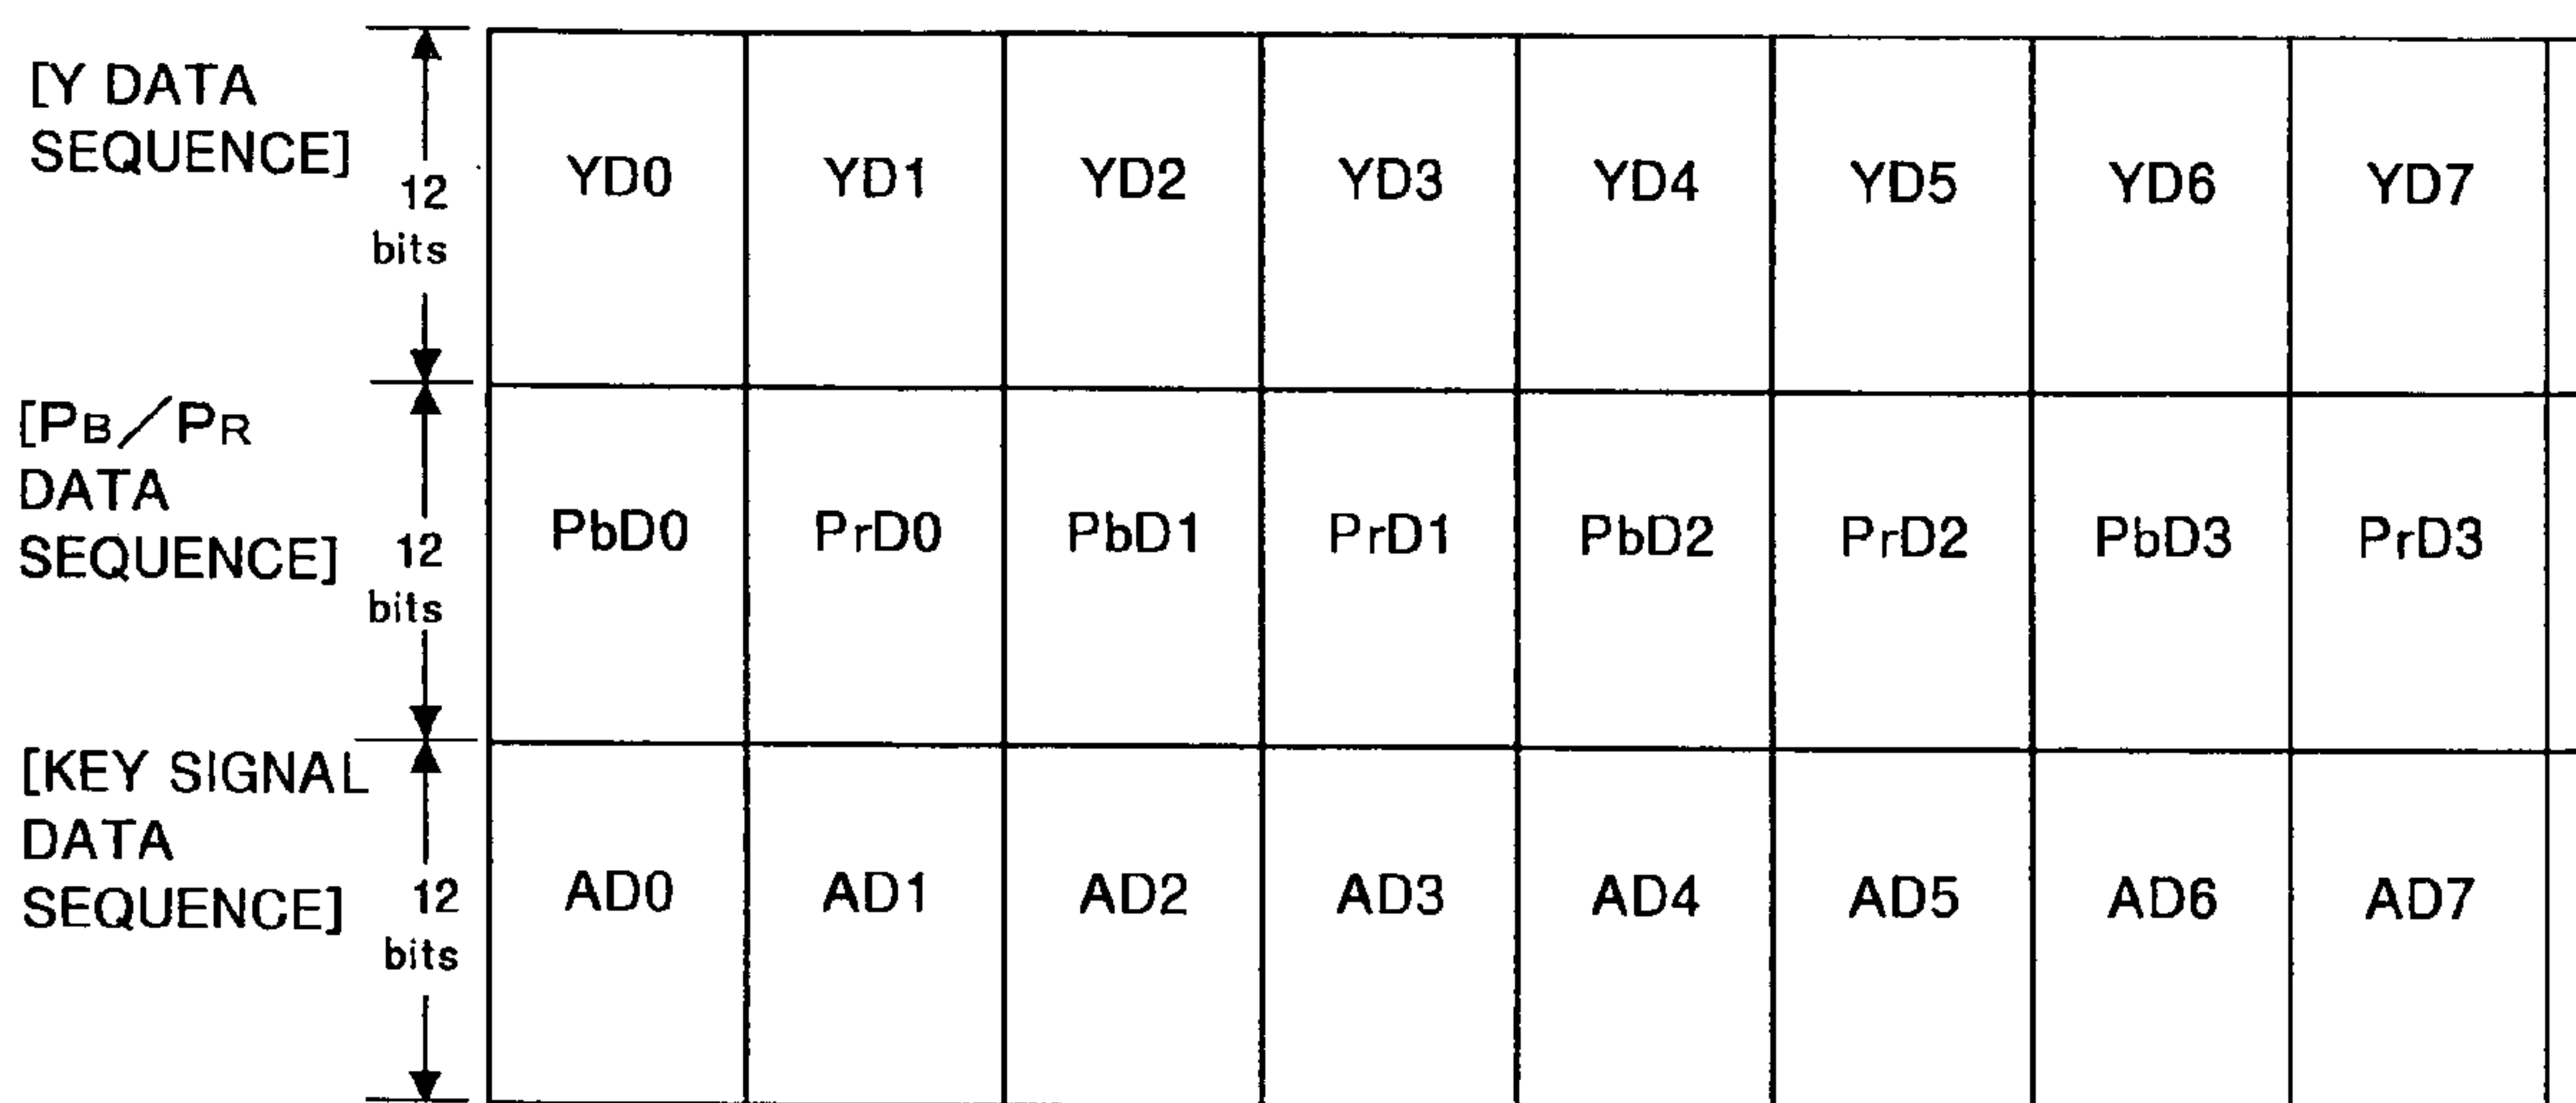 [Y DATA
SEQUENCE]
12
bits
YD0 YD1 YD2 YD3 YD4 YD5 YD6 YD7
[PB/PR
DATA
SEQUENCE]
12
bits
PbD0 PrD0 PbD1 PrD1 PbD2 PrD2 PbD3 PrD3
[KEY SIGNAL
DATA
SEQUENCE]
12
bits
AD0 AD1 AD2 AD3 AD4 AD5 AD6 AD7